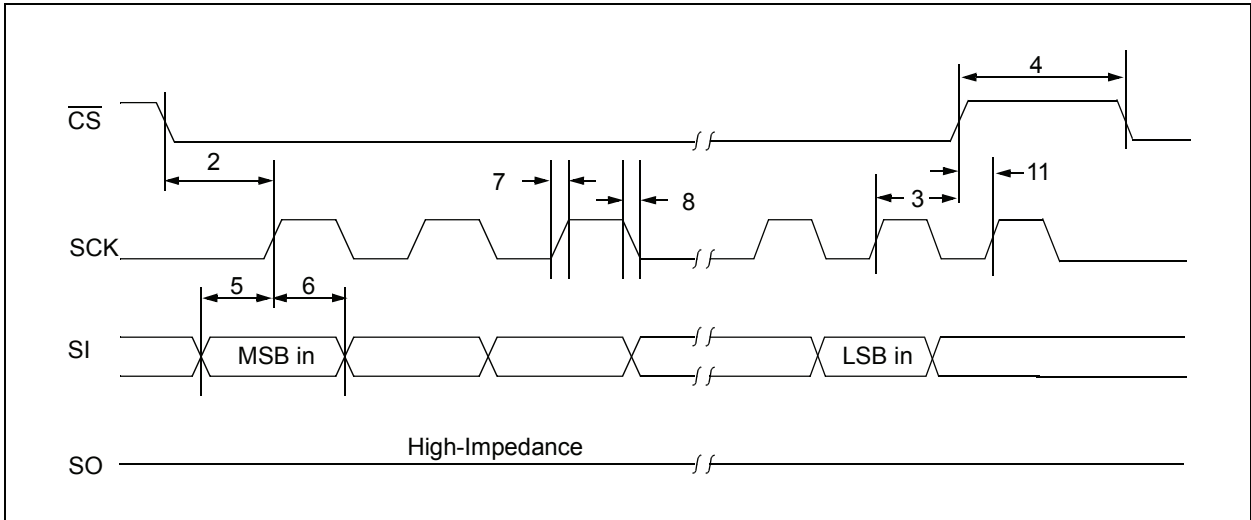 4
CS
2
7
8
3
11
SCK
5
6
SI
MSB in
LSB in
High-Impedance
SO